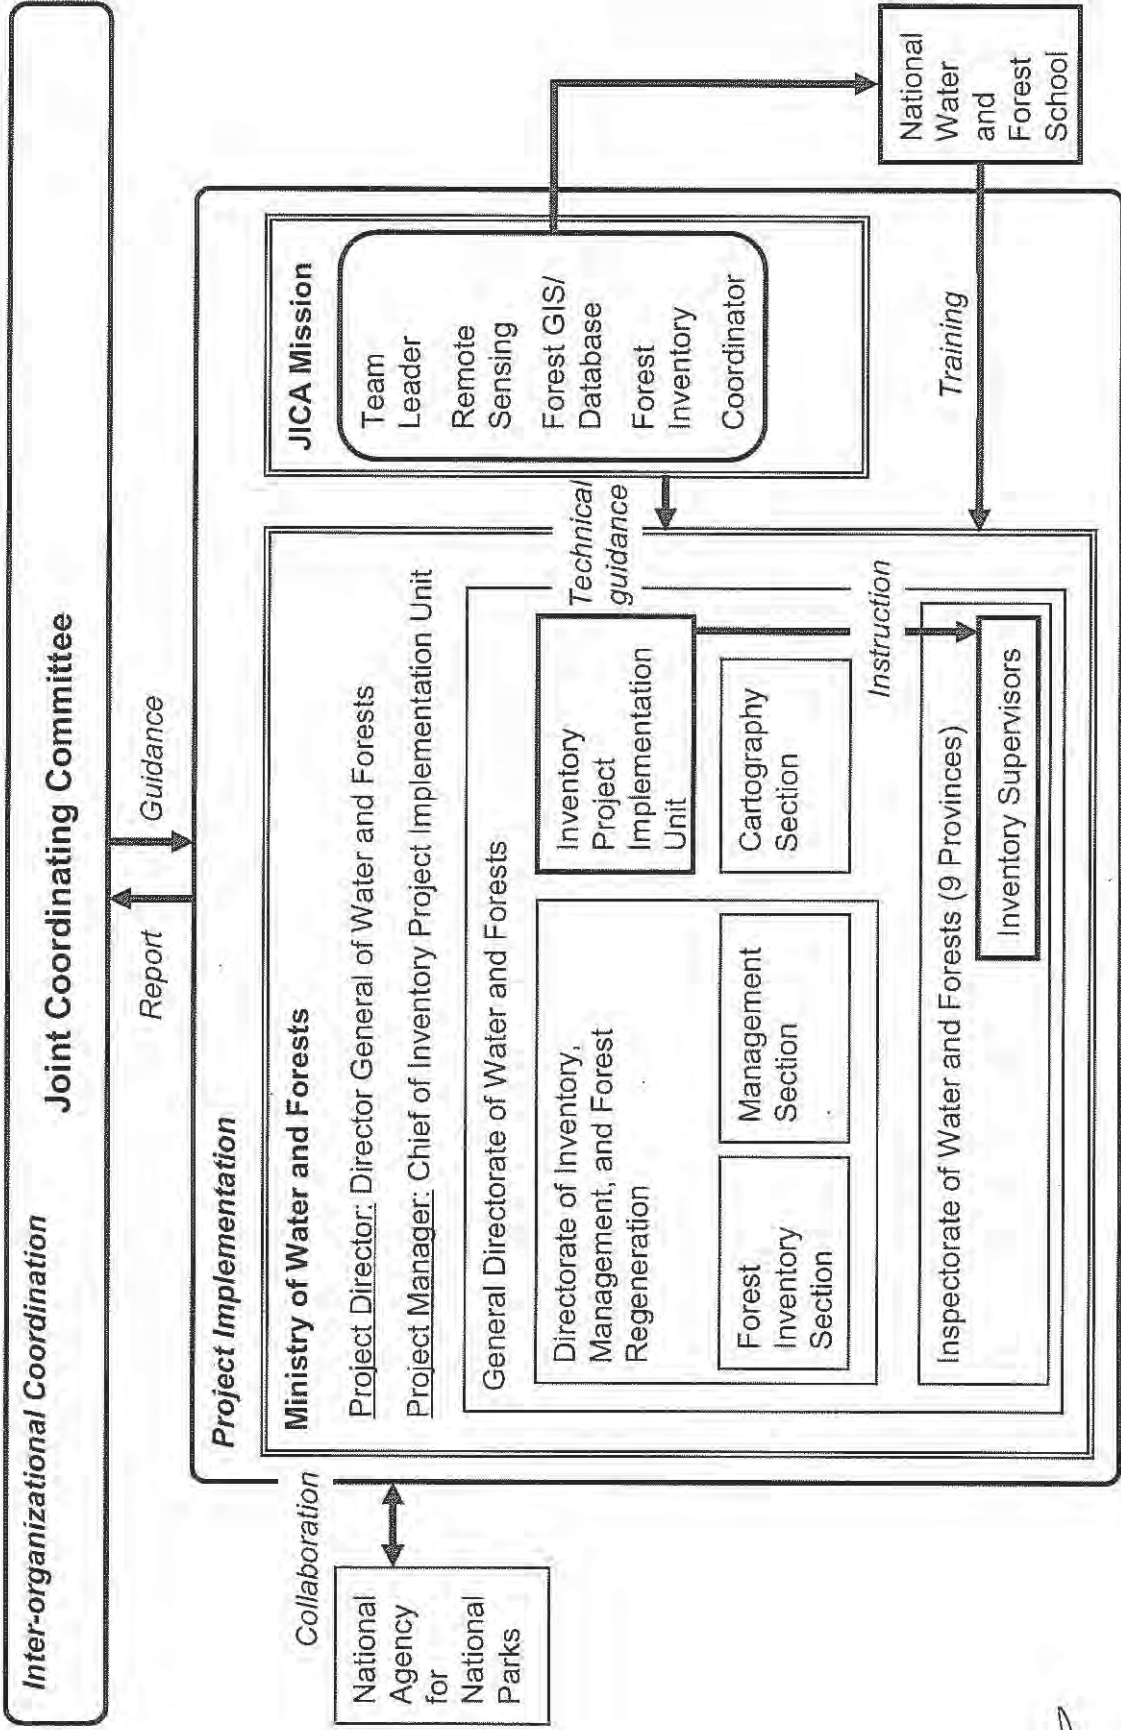 Inter-organizational Coordination
Joint Coordinating Committee
Report
Guidance
Project Implementation
Collaboration
National
Agency
for
National
Parks
Ministry of Water and Forests
Project Director: Director General of Water and Forests
Project Manager: Chief of Inventory Project Implementation Unit
General Directorate of Water and Forests
Directorate of Inventory,
Management, and Forest
Regeneration
Forest
Inventory
Section
Management
Section
Inventory
Project
Implementation
Unit
Cartography
Section
Instruction
Inspectorate of Water and Forests (9 Provinces)
Inventory Supervisors
Technical
guidance
JICA Mission
Team
Leader
Remote
Sensing
Forest GIS/
Database
Forest
Inventory
Coordinator
Training
National
Water
and
Forest
School